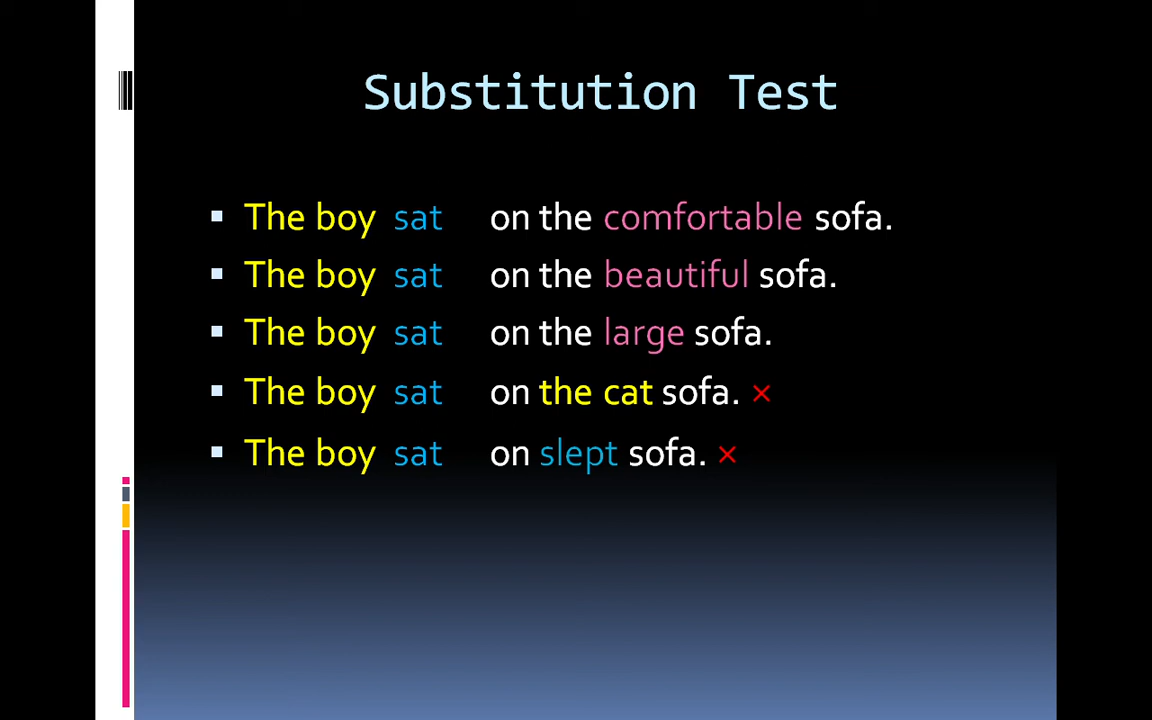 Substitution Test
▪ The boy sat on the comfortable sofa.
▪ The boy sat on the beautiful sofa.
▪ The boy sat on the large sofa.
▪ The boy sat on the cat sofa. ×
▪ The boy sat on slept sofa. ×